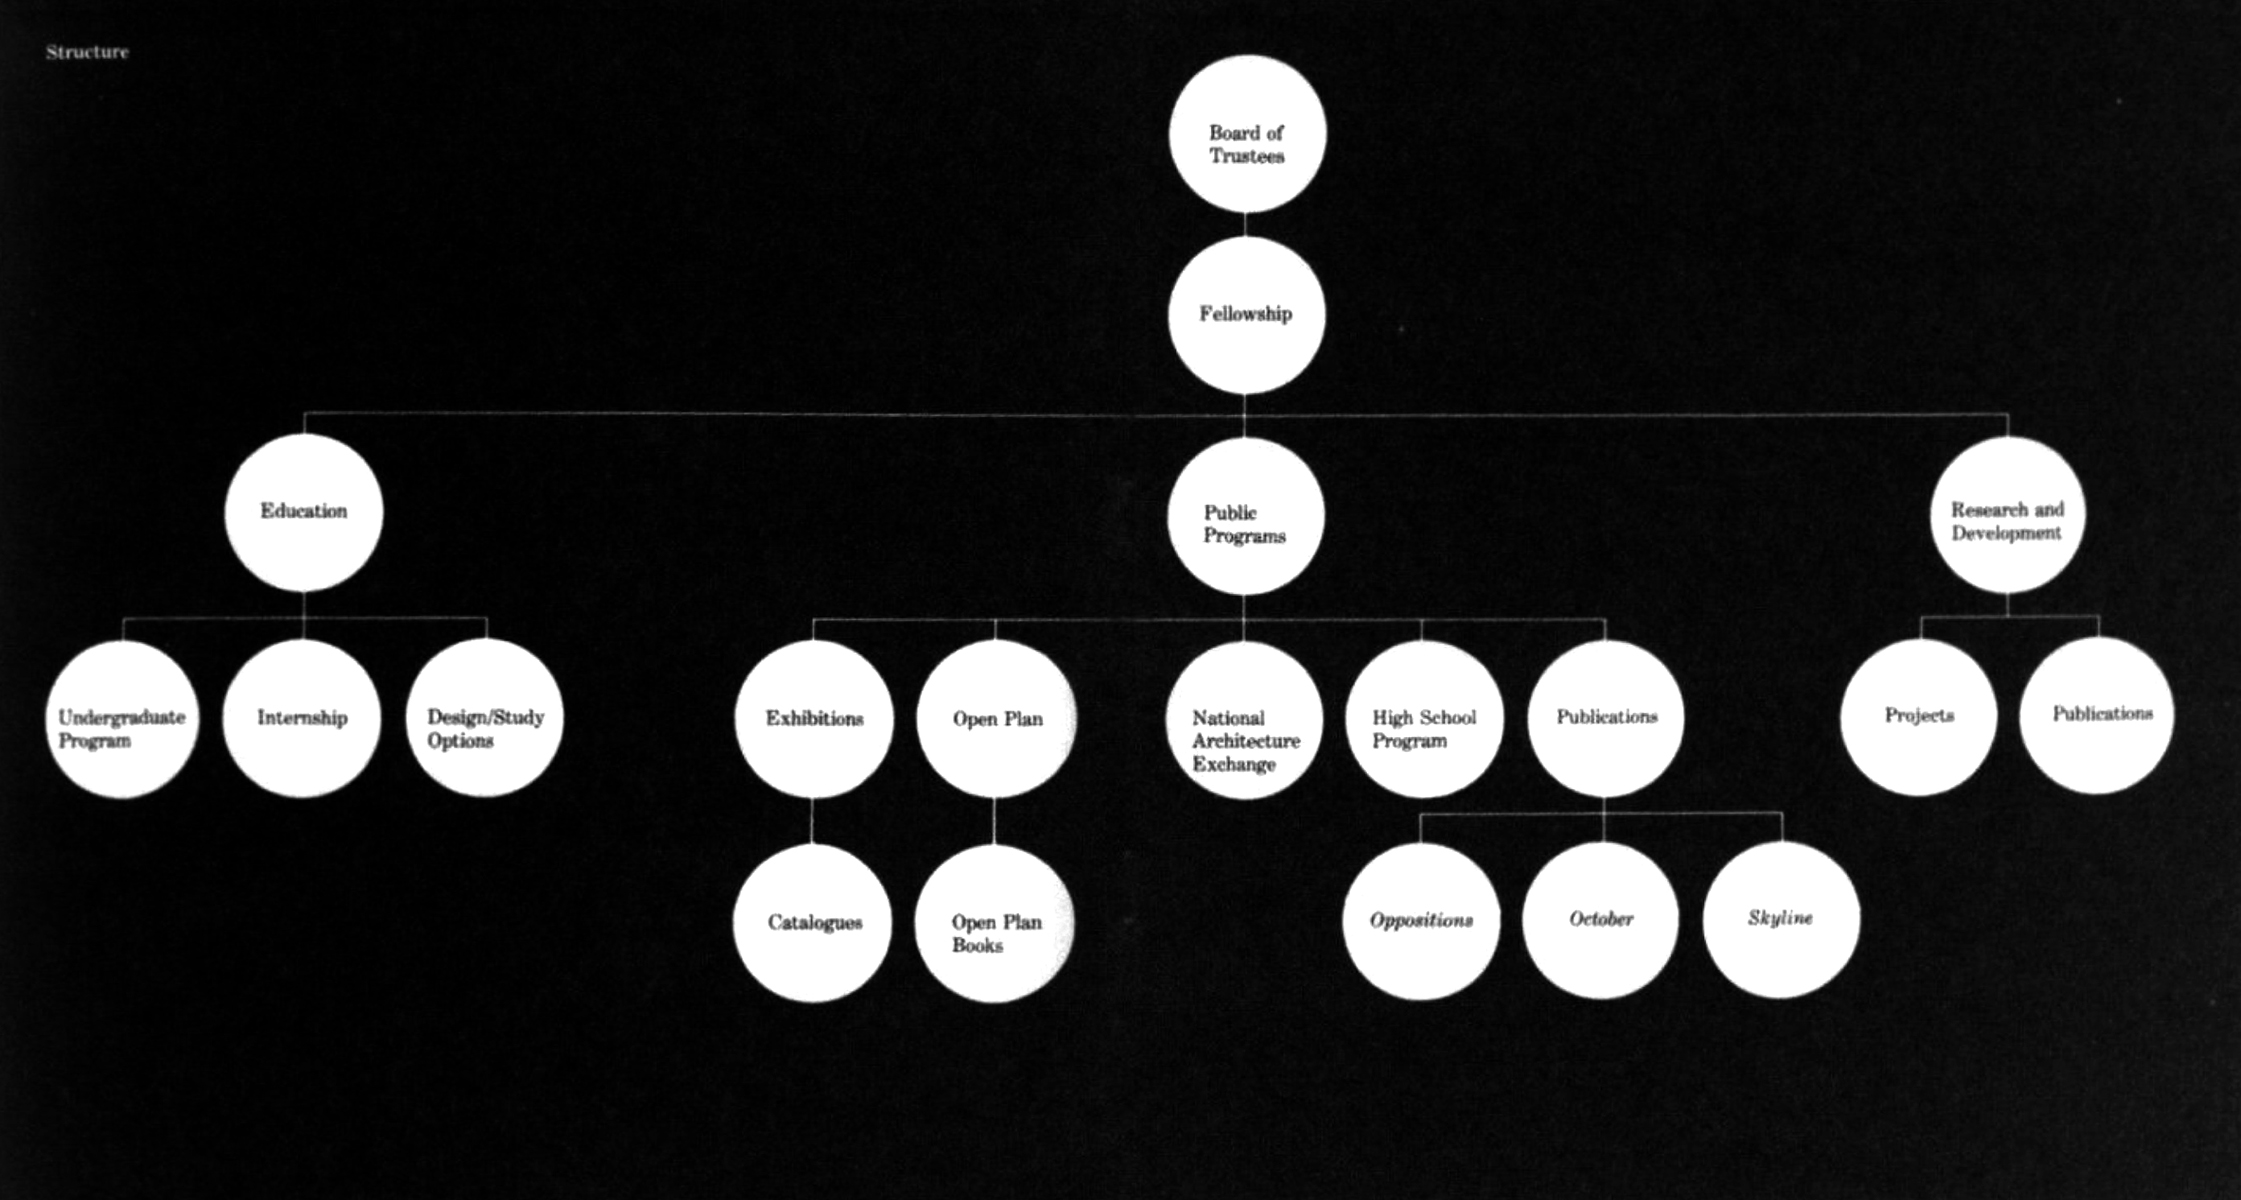 Structure
Board of
Trustees
Fellowship
Education
Public
Programs
Research and
Development
Undergraduate
Program
Internship
Design/Study
Options
Exhibitions
Open Plan
National
Architecture
Exchange
High School
Program
Publications
Projects
Publications
Catalogues
Open Plan
Books
Oppositions
October
Skyline